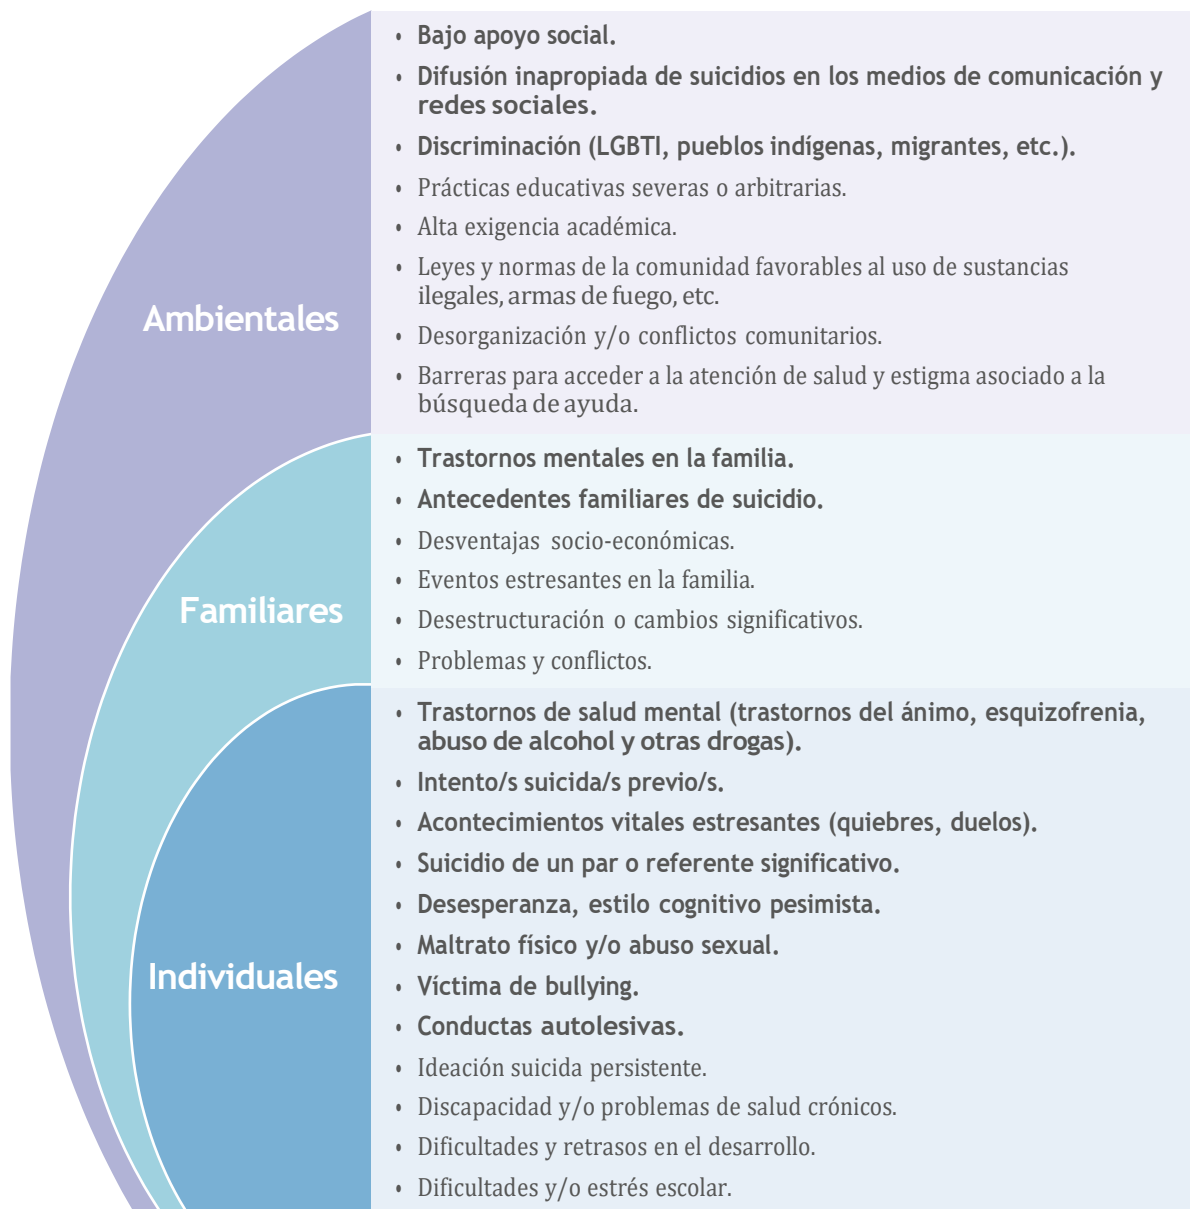 • Bajo apoyo social.
• Difusión inapropiada de suicidios en los medios de comunicación y
redes sociales.
• Discriminación (LGBTI, pueblos indígenas, migrantes, etc.).
• Prácticas educativas severas o arbitrarias.
• Alta exigencia académica.
• Leyes y normas de la comunidad favorables al uso de sustancias
ilegales, armas de fuego, etc.
Ambientales
• Desorganización y/o conflictos comunitarios.
• Barreras para acceder a la atención de salud y estigma asociado a la
búsqueda de ayuda.
• Trastornos mentales en la familia.
• Antecedentes familiares de suicidio.
• Desventajas socio-económicas.
• Eventos estresantes en la familia.
Familiares
• Desestructuración o cambios significativos.
• Problemas y conflictos.
• Trastornos de salud mental (trastornos del ánimo, esquizofrenia,
abuso de alcohol y otras drogas).
• Intento/s suicida/s previo/s.
• Acontecimientos vitales estresantes (quiebres, duelos).
• Suicidio de un par o referente significativo.
• Desesperanza, estilo cognitivo pesimista.
• Maltrato físico y/o abuso sexual.
Individuales
• Víctima de bullying.
• Conductas autolesivas.
• Ideación suicida persistente.
• Discapacidad y/o problemas de salud crónicos.
• Dificultades y retrasos en el desarrollo.
• Dificultades y/o estrés escolar.